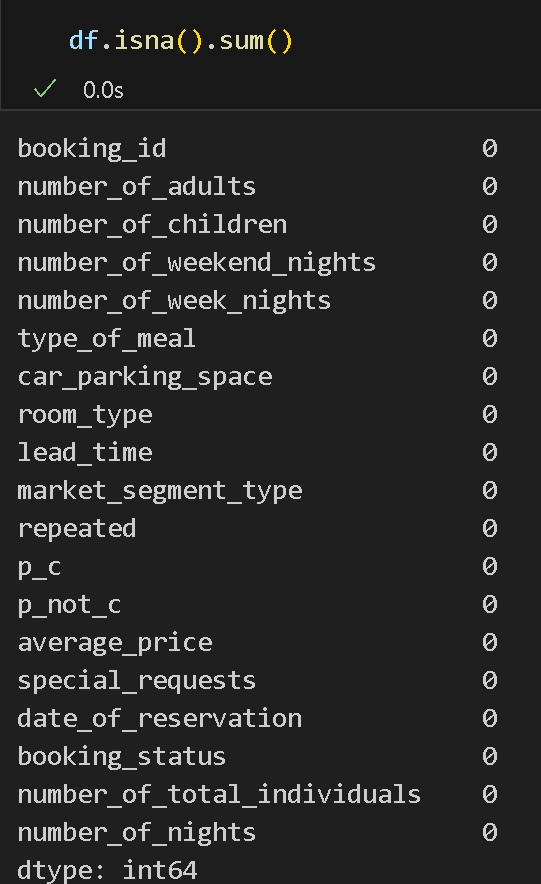 df.isna().sum()
0.0s
booking_id 0
number_of_adults 0
number_of_children 0
number_of_weekend_nights 0
number_of_week_nights 0
type_of_meal 0
car_parking_space 0
room_type 0
lead_time 0
market_segment_type 0
repeated 0
p_c 0
p_not_c 0
average_price 0
special_requests 0
date_of_reservation 0
booking_status 0
number_of_total_individuals 0
number_of_nights 0
dtype: int64